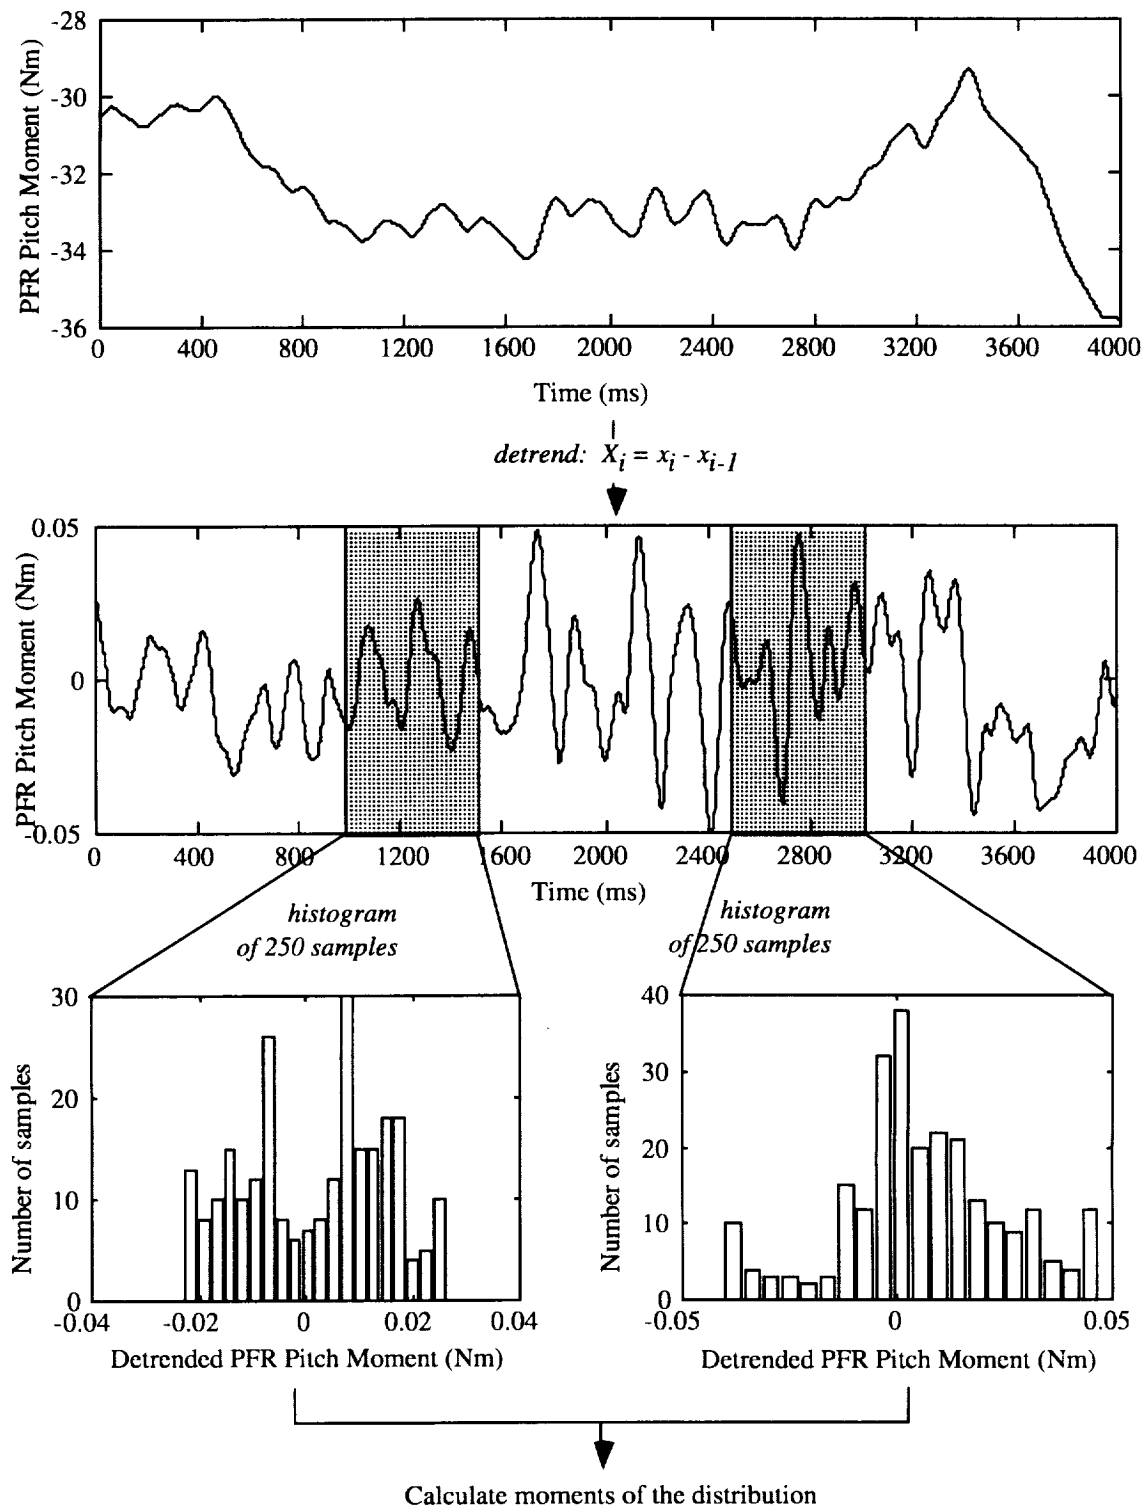 -28
-30
-32
-34
-36
PFR Pitch Moment (Nm)
0 400 800 1200 1600 2000 2400 2800 3200 3600 4000
Time (ms)
detrend: Xi = xi - xi-1
0.05
0
-0.05
PFR Pitch Moment (Nm)
0 400 800 1200 1600 2000 2400 2800 3200 3600 4000
Time (ms)
histogram
of 250 samples
histogram
of 250 samples
30
20
10
0
Number of samples
-0.04 -0.02 0 0.02 0.04
Detrended PFR Pitch Moment (Nm)
40
30
20
10
0
Number of samples
-0.05 0 0.05
Detrended PFR Pitch Moment (Nm)
Calculate moments of the distribution